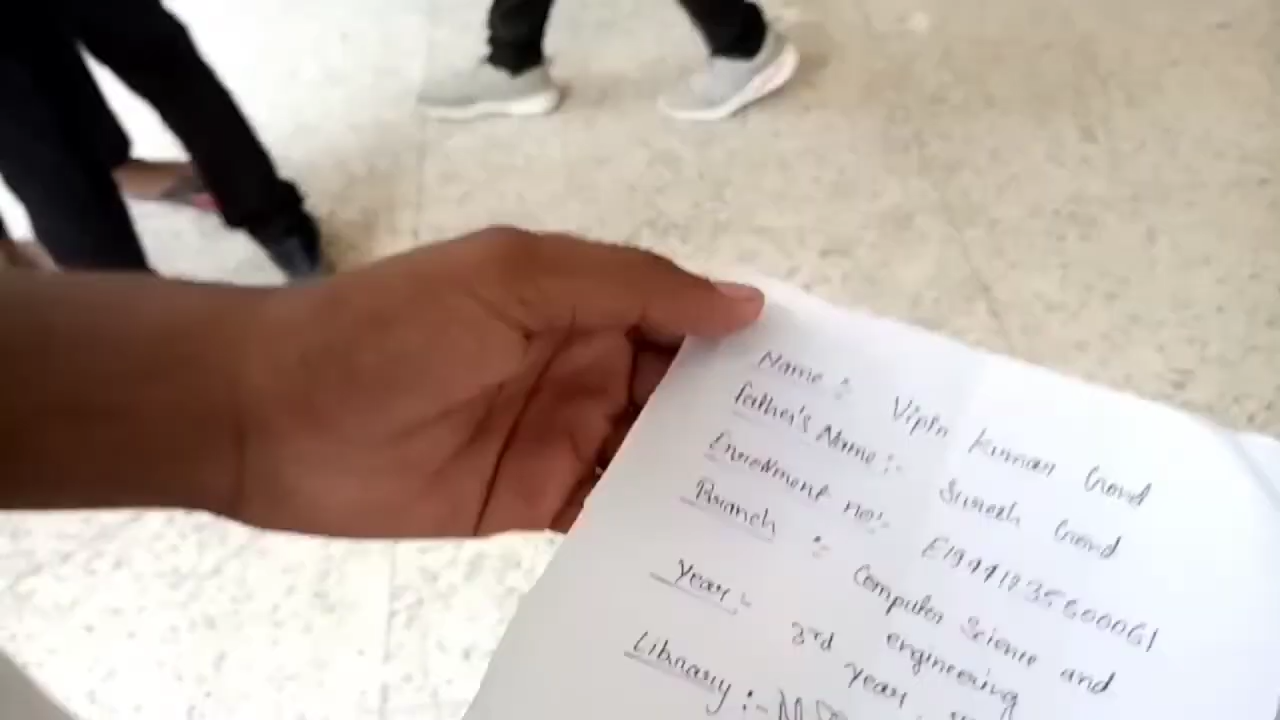 Name :- Vipin Kumar Gond
Father's Name :- Suresh Gond
Enrollment no:-
Branch :- Computer Science and engineering
Year :- 3rd year,
Library :-